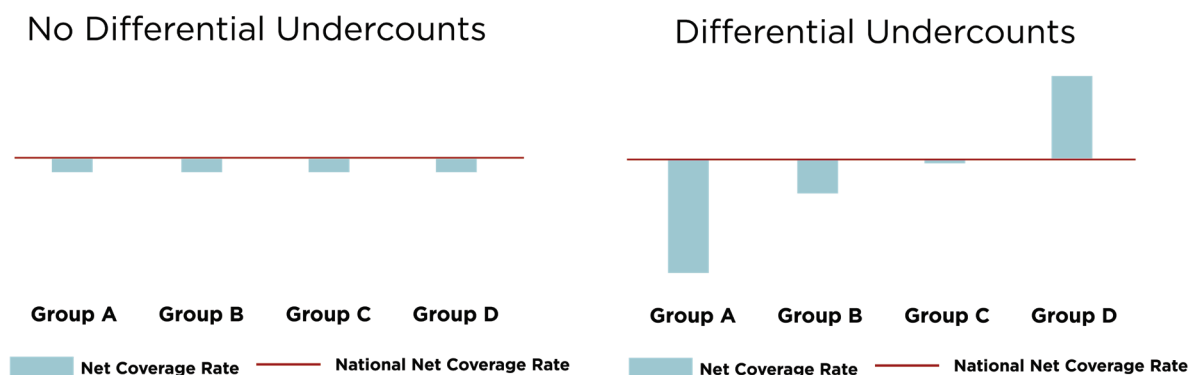 No Differential Undercounts
Group A Group B Group C Group D
Net Coverage Rate National Net Coverage Rate
Differential Undercounts
Group A Group B Group C Group D
Net Coverage Rate National Net Coverage Rate